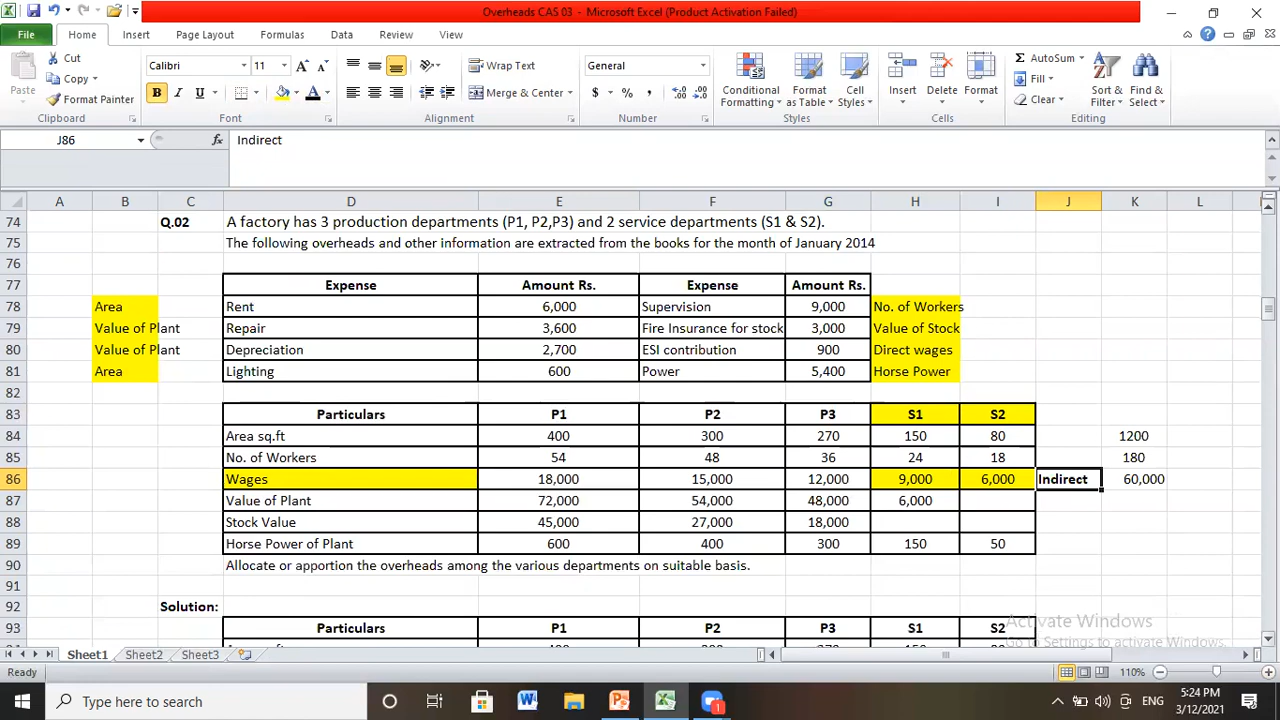 Overheads CAS 03 - Microsoft Excel (Product Activation Failed)
File Home Insert Page Layout Formulas Data Review View
Paste Cut Copy Format Painter
Calibri 11 A A Wrap Text General
B I U A Merge & Center $ % ,
Conditional Formatting Format as Table Cell Styles Insert Delete Format
Σ AutoSum Fill Clear Sort & Filter Find & Select
Clipboard Font Alignment Number Styles Cells Editing
J86 fx Indirect
A B C D E F G H I J K L
74 Q.02 A factory has 3 production departments (P1, P2,P3) and 2 service departments (S1 & S2).
75 The following overheads and other information are extracted from the books for the month of January 2014
76
77 Expense Amount Rs. Expense Amount Rs.
78 Area Rent 6,000 Supervision 9,000 No. of Workers
79 Value of Plant Repair 3,600 Fire Insurance for stock 3,000 Value of Stock
80 Value of Plant Depreciation 2,700 ESI contribution 900 Direct wages
81 Area Lighting 600 Power 5,400 Horse Power
82
83 Particulars P1 P2 P3 S1 S2
84 Area sq.ft 400 300 270 150 80 1200
85 No. of Workers 54 48 36 24 18 180
86 Wages 18,000 15,000 12,000 9,000 6,000 Indirect 60,000
87 Value of Plant 72,000 54,000 48,000 6,000
88 Stock Value 45,000 27,000 18,000
89 Horse Power of Plant 600 400 300 150 50
90 Allocate or apportion the overheads among the various departments on suitable basis.
91
92 Solution:
93 Particulars P1 P2 P3 S1 S2
Activate Windows
Go to Settings to activate Windows.
Sheet1 Sheet2 Sheet3
Ready 110%
Type here to search ENG 5:24 PM
3/12/2021